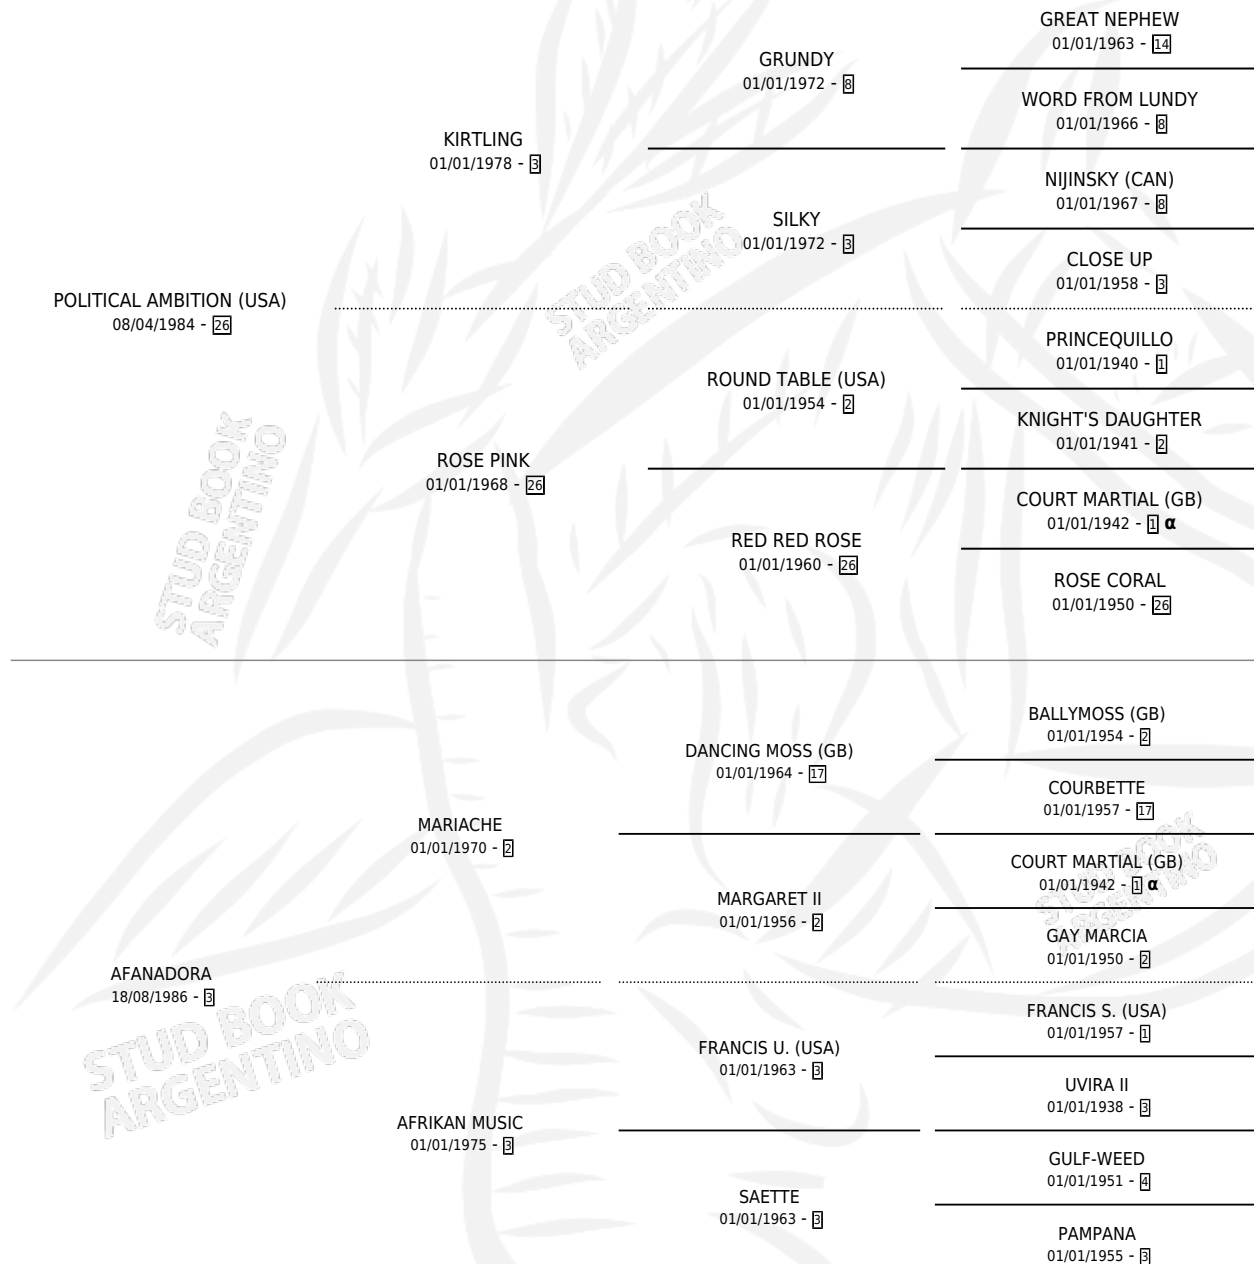 GREAT NEPHEW
01/01/1963 - 14
GRUNDY
01/01/1972 - 8
WORD FROM LUNDY
01/01/1966 - 8
KIRTLING
01/01/1978 - 3
NIJINSKY (CAN)
01/01/1967 - 8
SILKY
01/01/1972 - 3
CLOSE UP
01/01/1958 - 3
STUD BOOK
ARGENTINO
POLITICAL AMBITION (USA)
08/04/1984 - 26
PRINCEQUILLO
01/01/1940 - 1
ROUND TABLE (USA)
01/01/1954 - 2
KNIGHT'S DAUGHTER
01/01/1941 - 2
ROSE PINK
01/01/1968 - 26
COURT MARTIAL (GB)
01/01/1942 - 1 α
RED RED ROSE
01/01/1960 - 26
ROSE CORAL
01/01/1950 - 26
STUD BOOK
ARGENTINO
BALLYMOSS (GB)
01/01/1954 - 2
DANCING MOSS (GB)
01/01/1964 - 17
COURBETTE
01/01/1957 - 17
MARIACHE
01/01/1970 - 2
COURT MARTIAL (GB)
01/01/1942 - 1 α
STUD BOOK
ARGENTINO
MARGARET II
01/01/1956 - 2
GAY MARCIA
01/01/1950 - 2
AFANADORA
18/08/1986 - 3
FRANCIS S. (USA)
01/01/1957 - 1
STUD BOOK
ARGENTINO
FRANCIS U. (USA)
01/01/1963 - 3
UVIRA II
01/01/1938 - 3
AFRIKAN MUSIC
01/01/1975 - 3
GULF-WEED
01/01/1951 - 4
SAETTE
01/01/1963 - 3
PAMPANA
01/01/1955 - 3